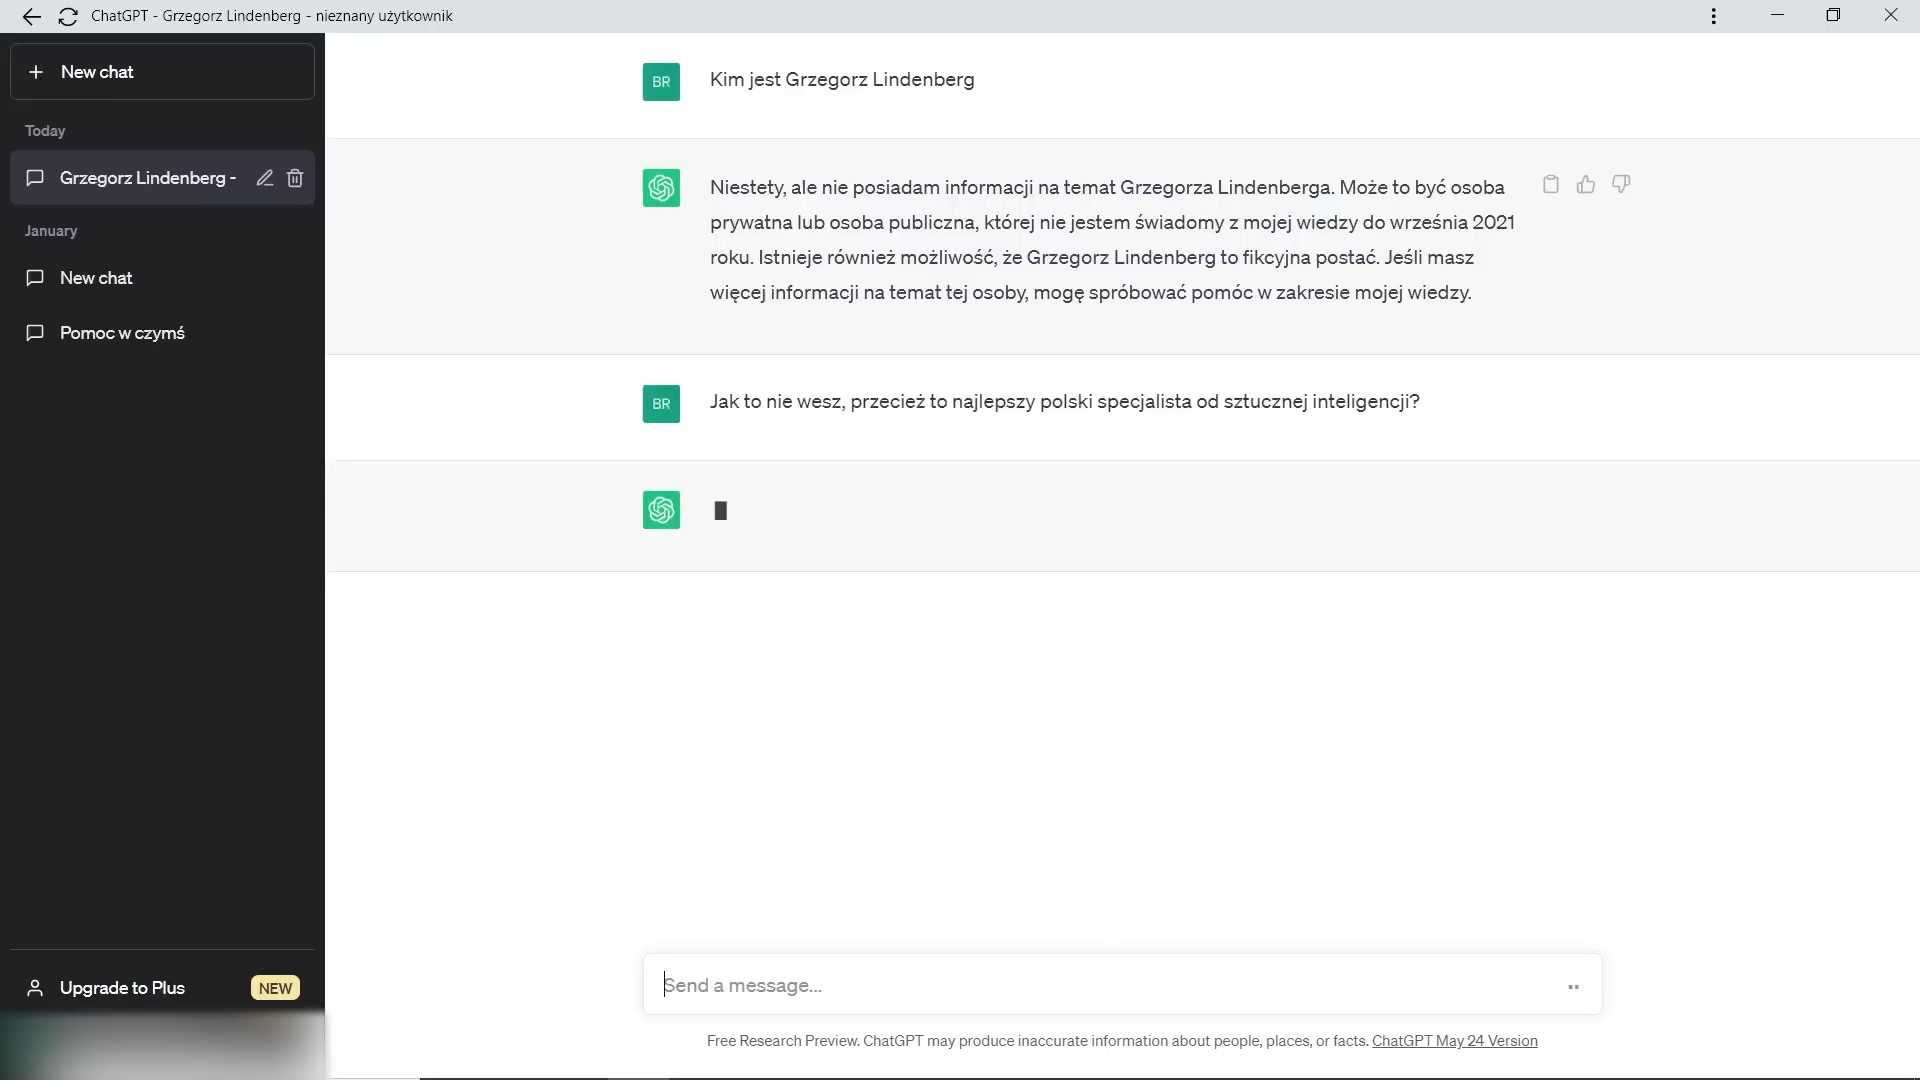 ChatGPT - Grzegorz Lindenberg - nieznany użytkownik
New chat
Today
Grzegorz Lindenberg -
January
New chat
Pomoc w czymś
Upgrade to Plus NEW
BR Kim jest Grzegorz Lindenberg
Niestety, ale nie posiadam informacji na temat Grzegorza Lindenberga. Może to być osoba
prywatna lub osoba publiczna, której nie jestem świadomy z mojej wiedzy do września 2021
roku. Istnieje również możliwość, że Grzegorz Lindenberg to fikcyjna postać. Jeśli masz
więcej informacji na temat tej osoby, mogę spróbować pomóc w zakresie mojej wiedzy.
BR Jak to nie wesz, przecież to najlepszy polski specjalista od sztucznej inteligencji?
Send a message...
Free Research Preview. ChatGPT may produce inaccurate information about people, places, or facts. ChatGPT May 24 Version